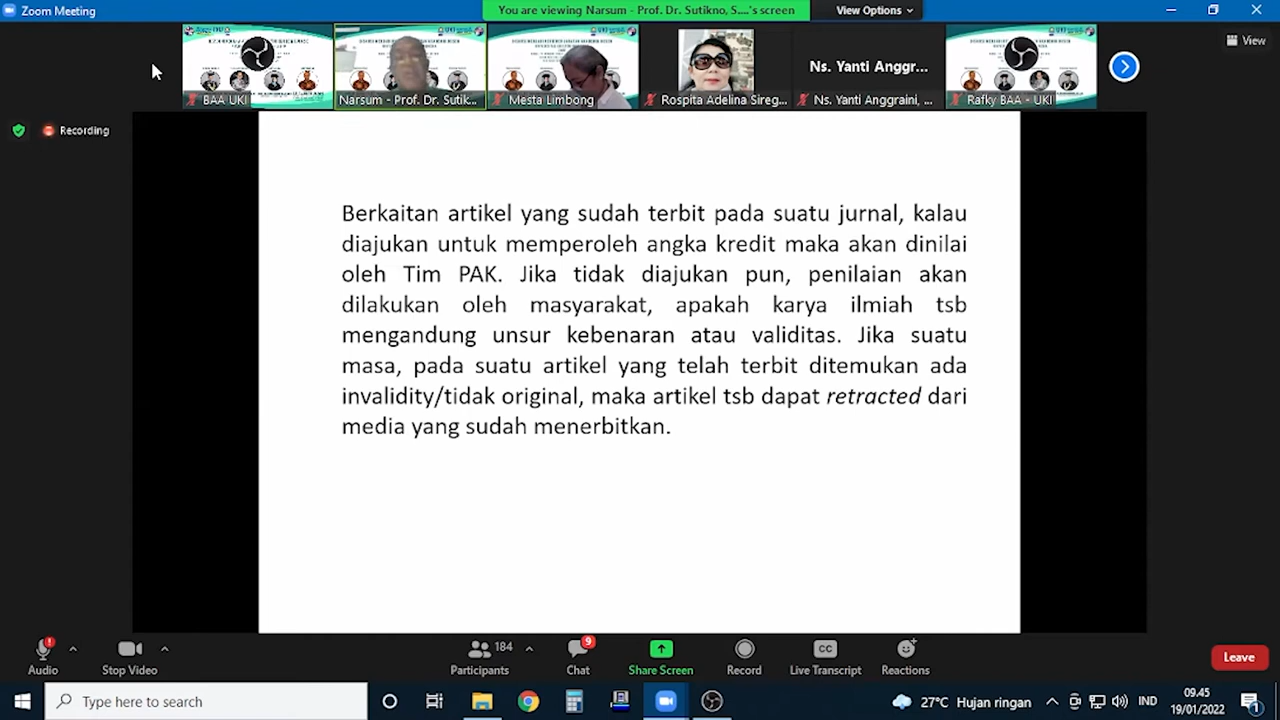 Zoom Meeting
You are viewing Narsum - Prof. Dr. Sutikno, S....'s screen
View Options
BAA UKI
Narsum - Prof. Dr. Sutik...
Mesta Limbong
Rospita Adelina Sireg...
Ns. Yanti Anggr...
Ns. Yanti Anggraini, ...
Rafky BAA - UKI
Recording
Berkaitan artikel yang sudah terbit pada suatu jurnal, kalau
diajukan untuk memperoleh angka kredit maka akan dinilai
oleh Tim PAK. Jika tidak diajukan pun, penilaian akan
dilakukan oleh masyarakat, apakah karya ilmiah tsb
mengandung unsur kebenaran atau validitas. Jika suatu
masa, pada suatu artikel yang telah terbit ditemukan ada
invalidity/tidak original, maka artikel tsb dapat retracted dari
media yang sudah menerbitkan.
Audio
Stop Video
184
Participants
9
Chat
Share Screen
Record
CC
Live Transcript
Reactions
Leave
Type here to search
27°C Hujan ringan
IND
09.45
19/01/2022
1